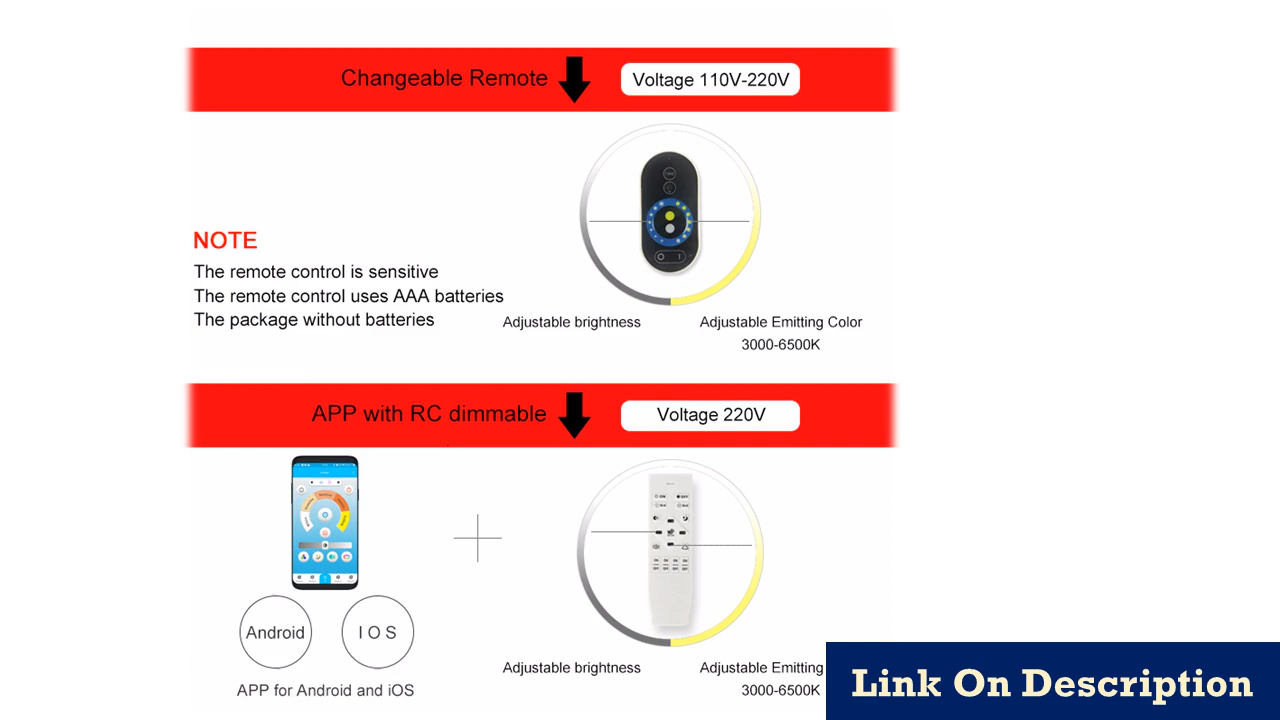 Changeable Remote
Voltage 110V-220V
NOTE
The remote control is sensitive
The remote control uses AAA batteries
The package without batteries
Adjustable brightness
Adjustable Emitting Color
3000-6500K
APP with RC dimmable
Voltage 220V
ON
OFF
Android
I O S
APP for Android and iOS
Adjustable brightness
Adjustable Emitting
3000-6500K
Link On Description